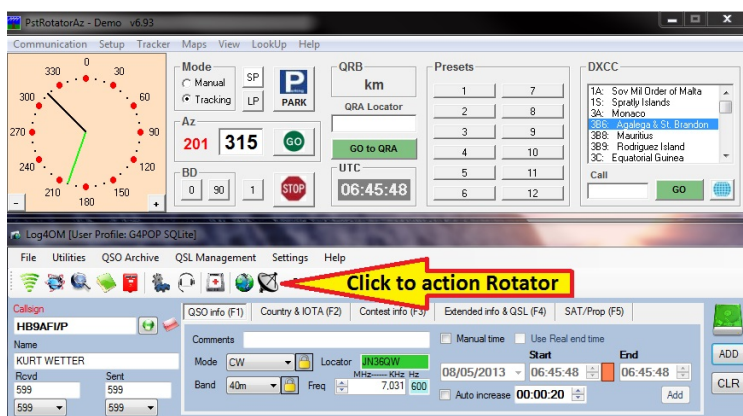 PstRotatorAz - Demo v6.93
Communication Setup Tracker Maps View LookUp Help
0
30
60
90
120
150
180
210
240
270
300
330
-
+
Mode
Manual
Tracking
SP
LP
P
PARK
Az
201
315
GO
BD
0
90
1
STOP
QRB
km
QRA Locator
GO to QRA
UTC
06:45:48
Presets
1 7
2 8
3 9
4 10
5 11
6 12
DXCC
1A: Sov Mil Order of Malta
1S: Spratly Islands
3A: Monaco
3B6: Agalega & St. Brandon
3B8: Mauritius
3B9: Rodriguez Island
3C: Equatorial Guinea
Call
GO
Log4OM [User Profile: G4POP SQLite]
File Utilities QSO Archive QSL Management Settings Help
Click to action Rotator
Callsign
HB9AFI/P
Name
KURT WETTER
Rcvd Sent
599 599
599 599
QSO info (F1) Country & IOTA (F2) Contest info (F3) Extended info & QSL (F4) SAT/Prop (F5)
Comments
Mode CW Locator JN36QW
MHz------ KHz Hz
Band 40m Freq 7.031 600
Manual time Use Real end time
Start End
08/05/2013 06:45:48 06:45:48
Auto increase 00:00:20 Add
ADD
CLR